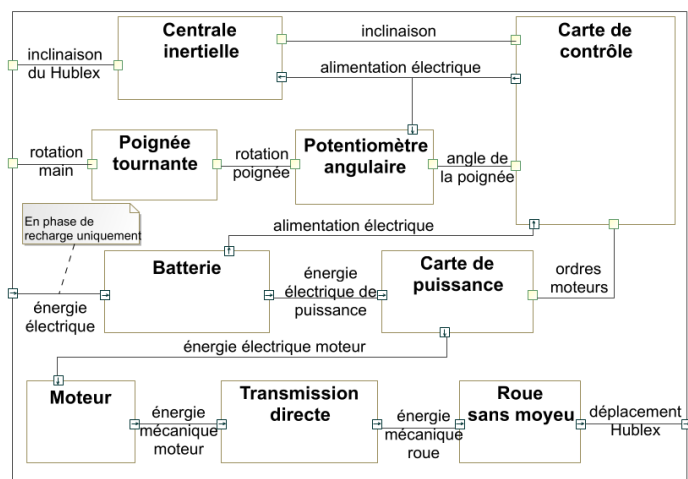 Centrale
inertielle
inclinaison
Carte de
contrôle
inclinaison
du Hublex
alimentation électrique
rotation
main
Poignée
tournante
rotation
poignée
Potentiomètre
angulaire
angle de
la poignée
En phase de
recharge uniquement
alimentation électrique
énergie
électrique
Batterie
énergie
électrique de
puissance
Carte de
puissance
ordres
moteurs
énergie électrique moteur
Moteur
énergie
mécanique
moteur
Transmission
directe
énergie
mécanique
roue
Roue
sans moyeu
déplacement
Hublex